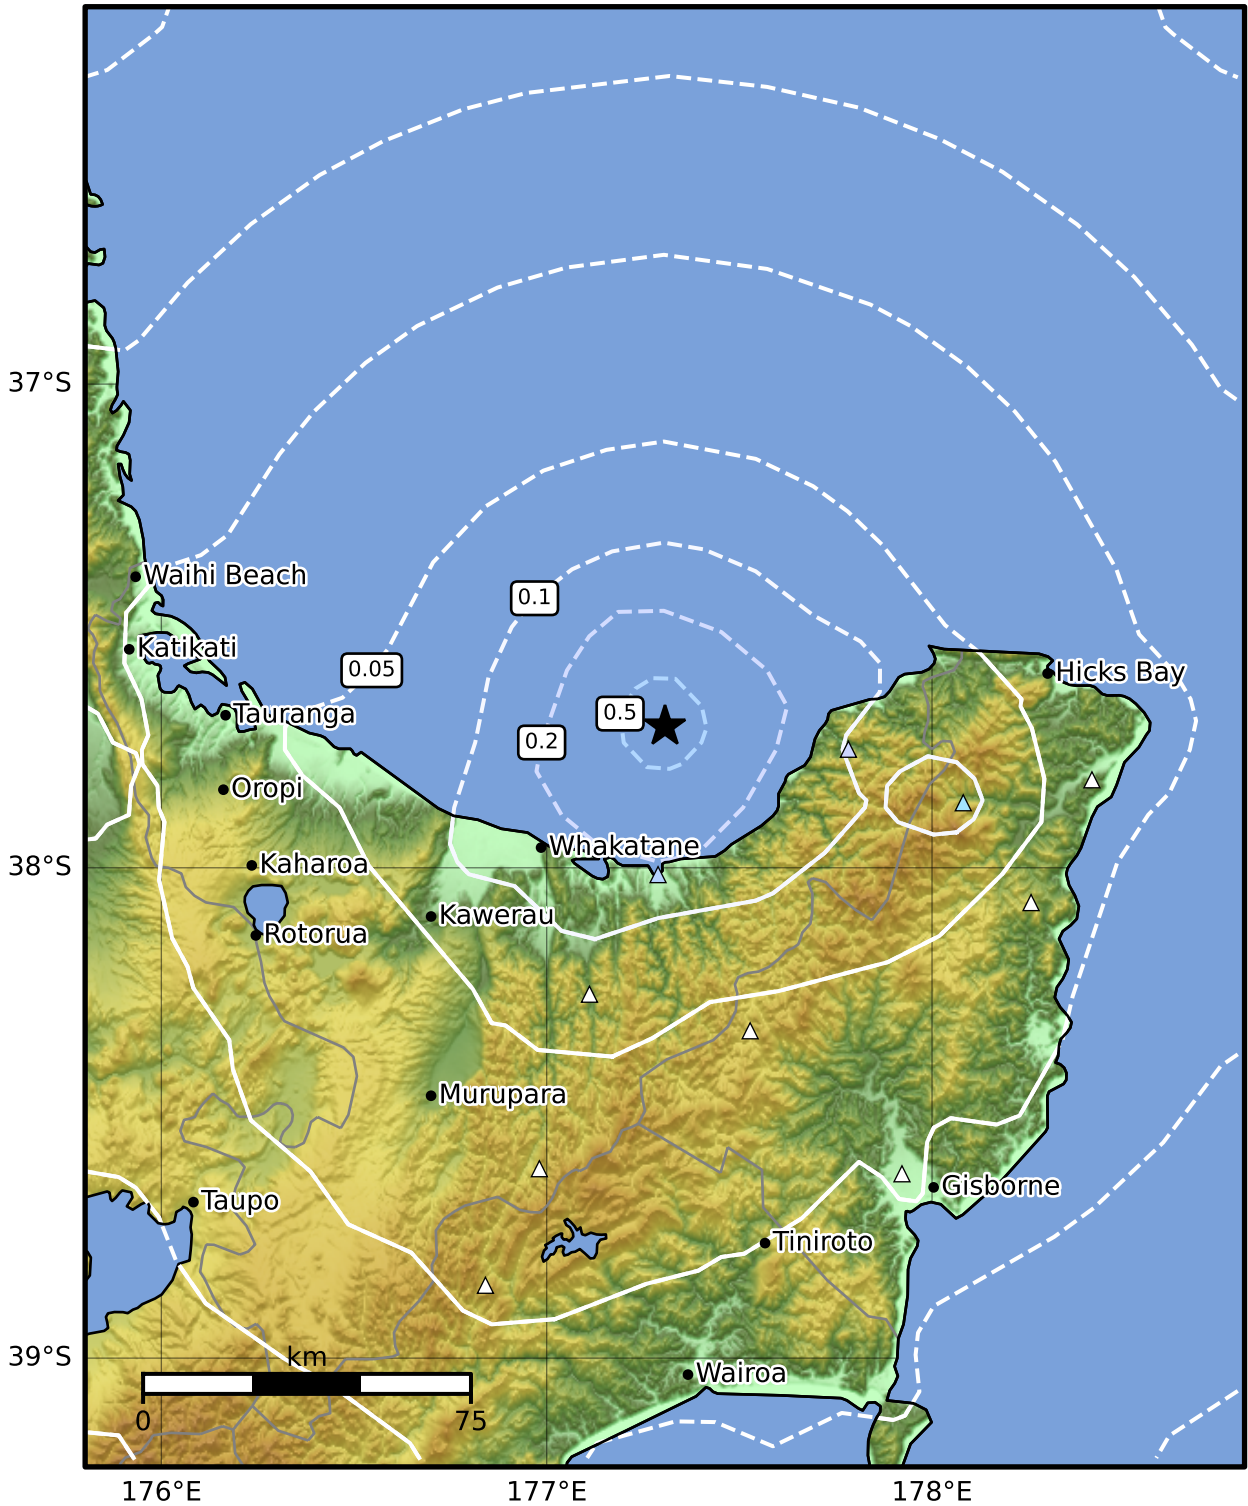 37°S
Waihi Beach
0.1
Katikati
0.05
Hicks Bay
Tauranga
0.5
0.2
Oropi
Whakatane
38°S
Kaharoa
Kawerau
Rotorua
Murupara
Taupo
Gisborne
Tiniroto
39°S
km
Wairoa
0 75
176°E 177°E 178°E